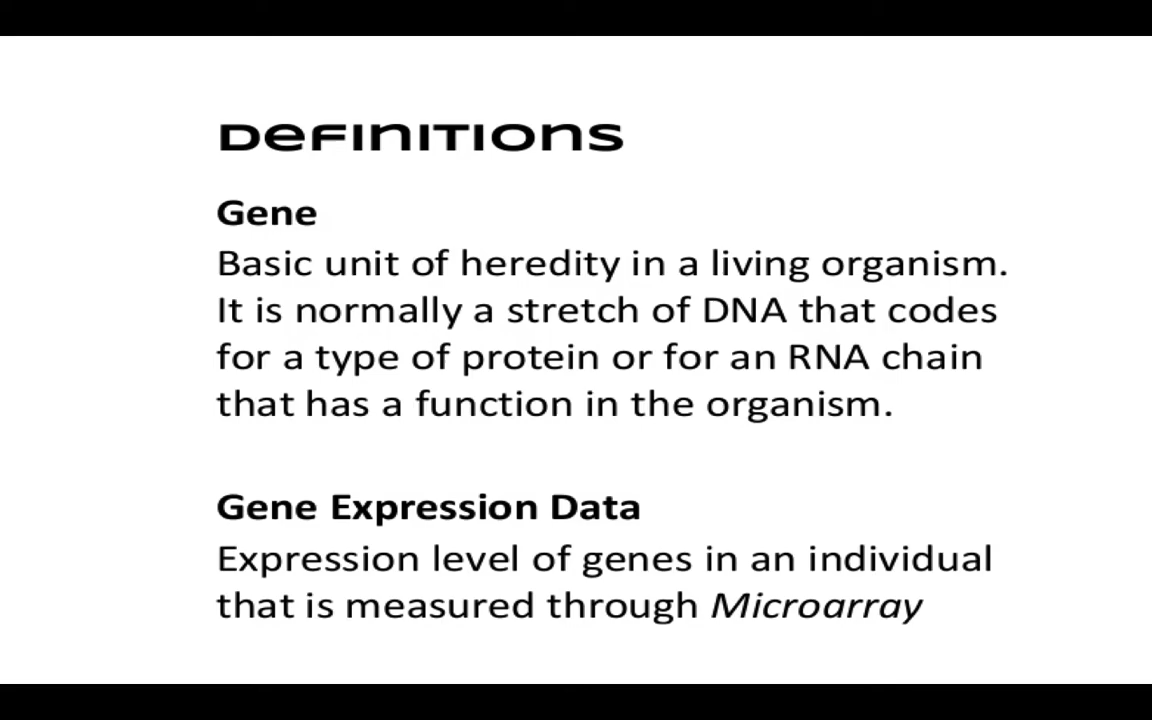 Definitions
Gene
Basic unit of heredity in a living organism.
It is normally a stretch of DNA that codes
for a type of protein or for an RNA chain
that has a function in the organism.
Gene Expression Data
Expression level of genes in an individual
that is measured through Microarray